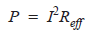 P = I²R_eff